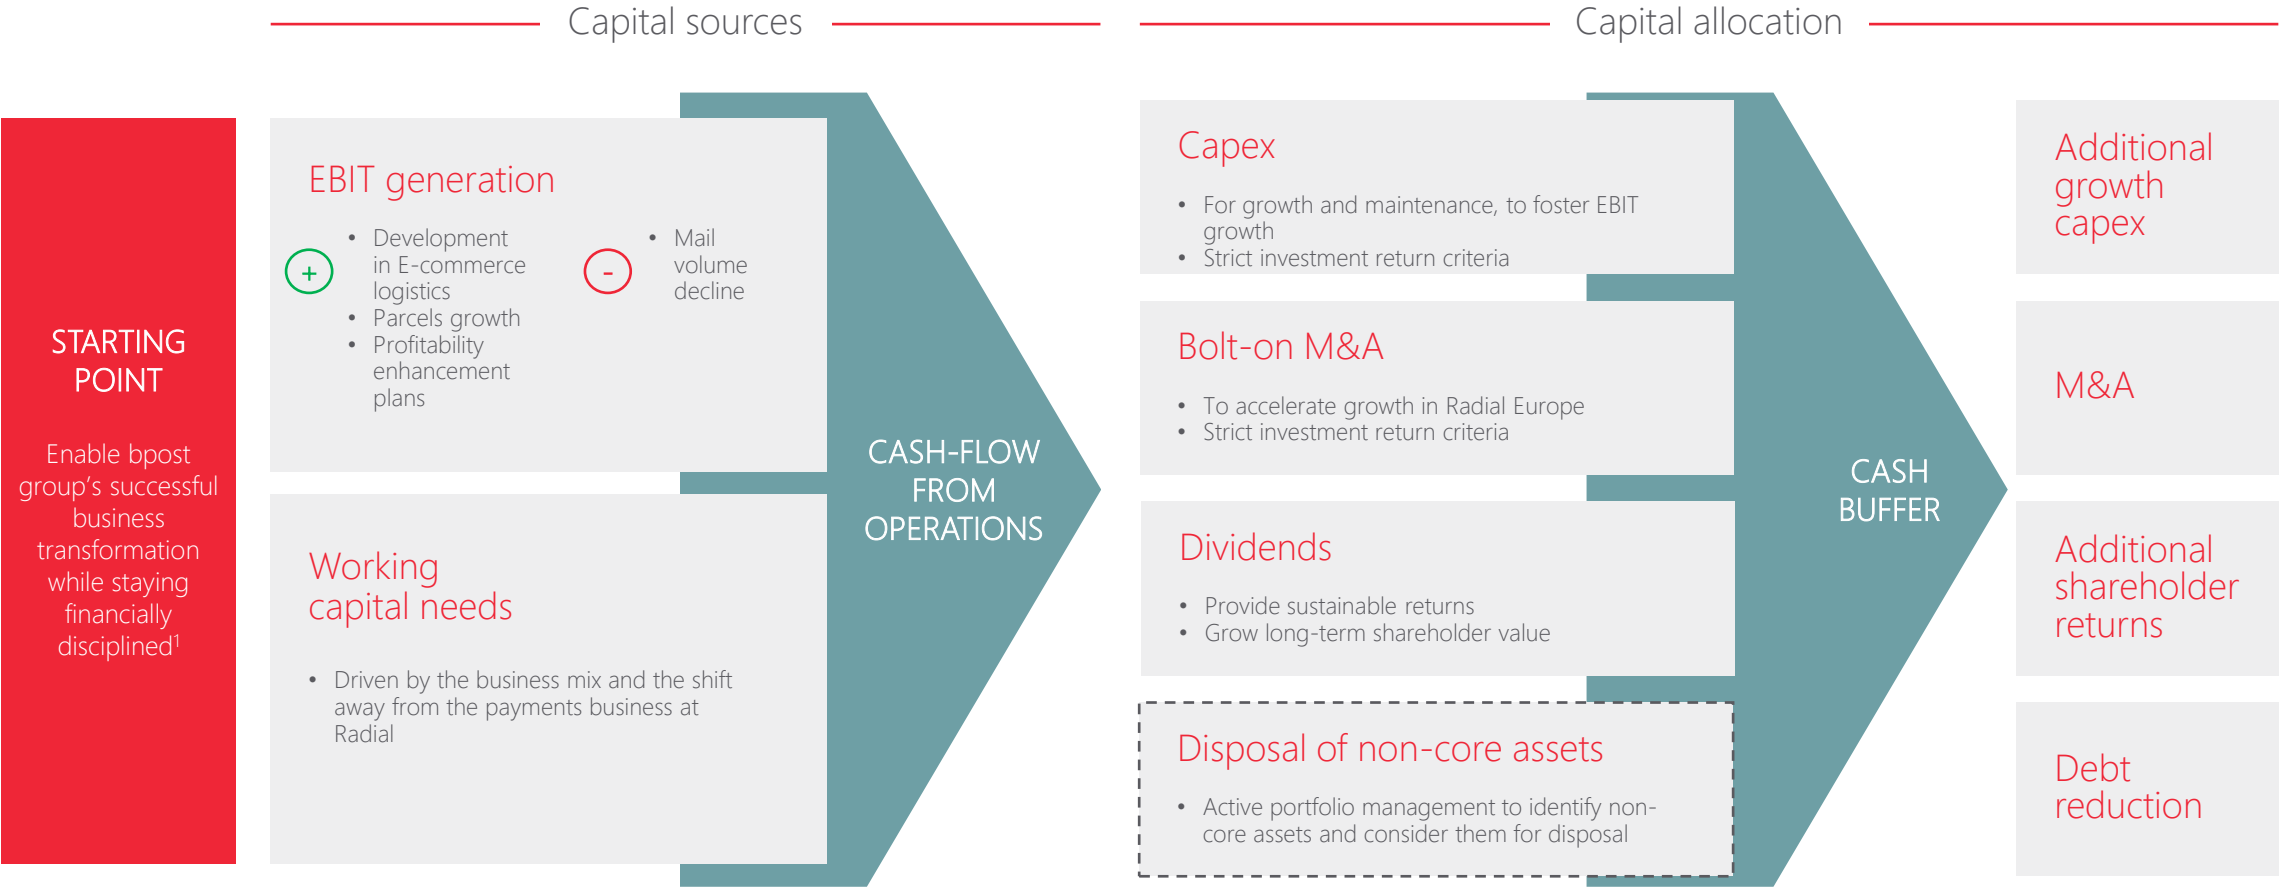 Capital sources
Capital allocation
STARTING
POINT
Enable bpost
group's successful
business
transformation
while staying
financially
disciplined¹
EBIT generation
+
• Development
in E-commerce
logistics
• Parcels growth
• Profitability
enhancement
plans
-
• Mail
volume
decline
Working
capital needs
• Driven by the business mix and the shift
away from the payments business at
Radial
CASH-FLOW
FROM
OPERATIONS
Capex
• For growth and maintenance, to foster EBIT
growth
• Strict investment return criteria
Bolt-on M&A
• To accelerate growth in Radial Europe
• Strict investment return criteria
Dividends
• Provide sustainable returns
• Grow long-term shareholder value
Disposal of non-core assets
• Active portfolio management to identify non-
core assets and consider them for disposal
CASH
BUFFER
Additional
growth
capex
M&A
Additional
shareholder
returns
Debt
reduction